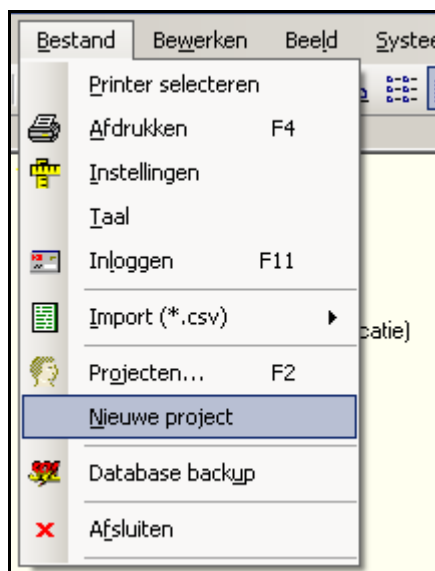 Bestand Bewerken Beeld Systee
Printer selecteren
Afdrukken F4
Instellingen
Taal
Inloggen F11
Import (*.csv)
catie)
Projecten... F2
Nieuwe project
Database backup
Afsluiten